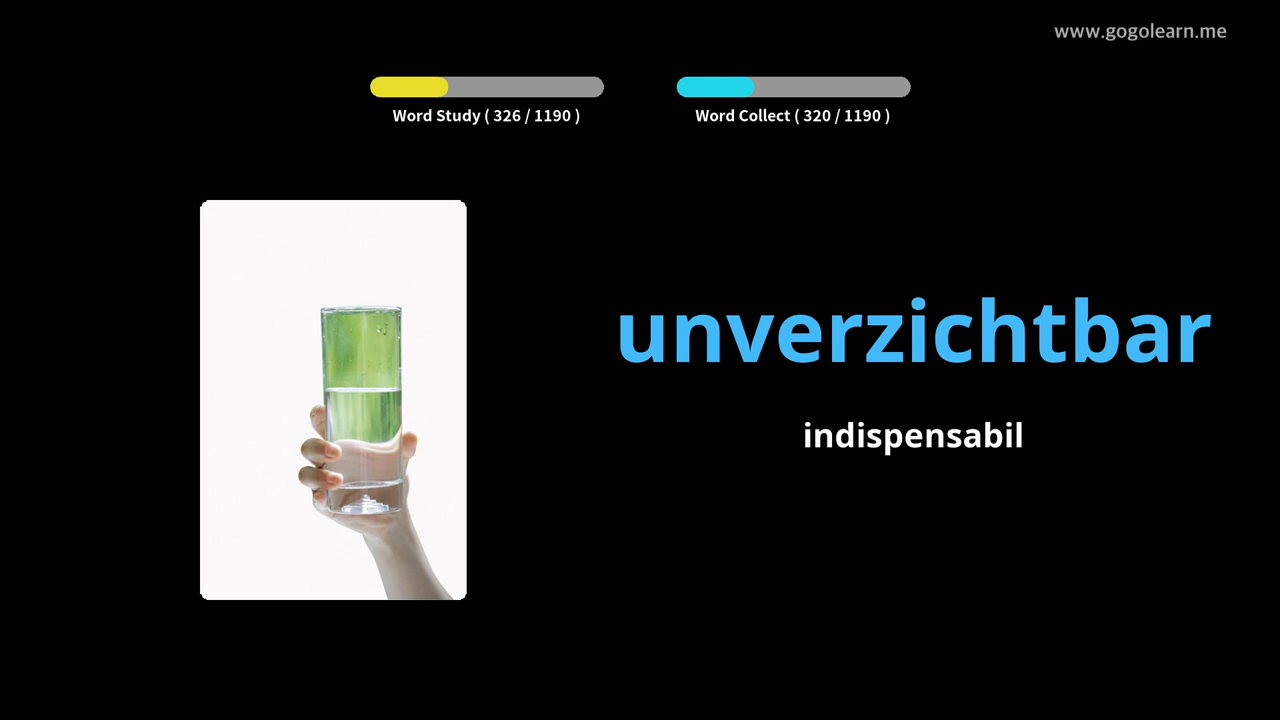 www.gogolearn.me
Word Study ( 326 / 1190 )
Word Collect ( 320 / 1190 )
unverzichtbar
indispensabil